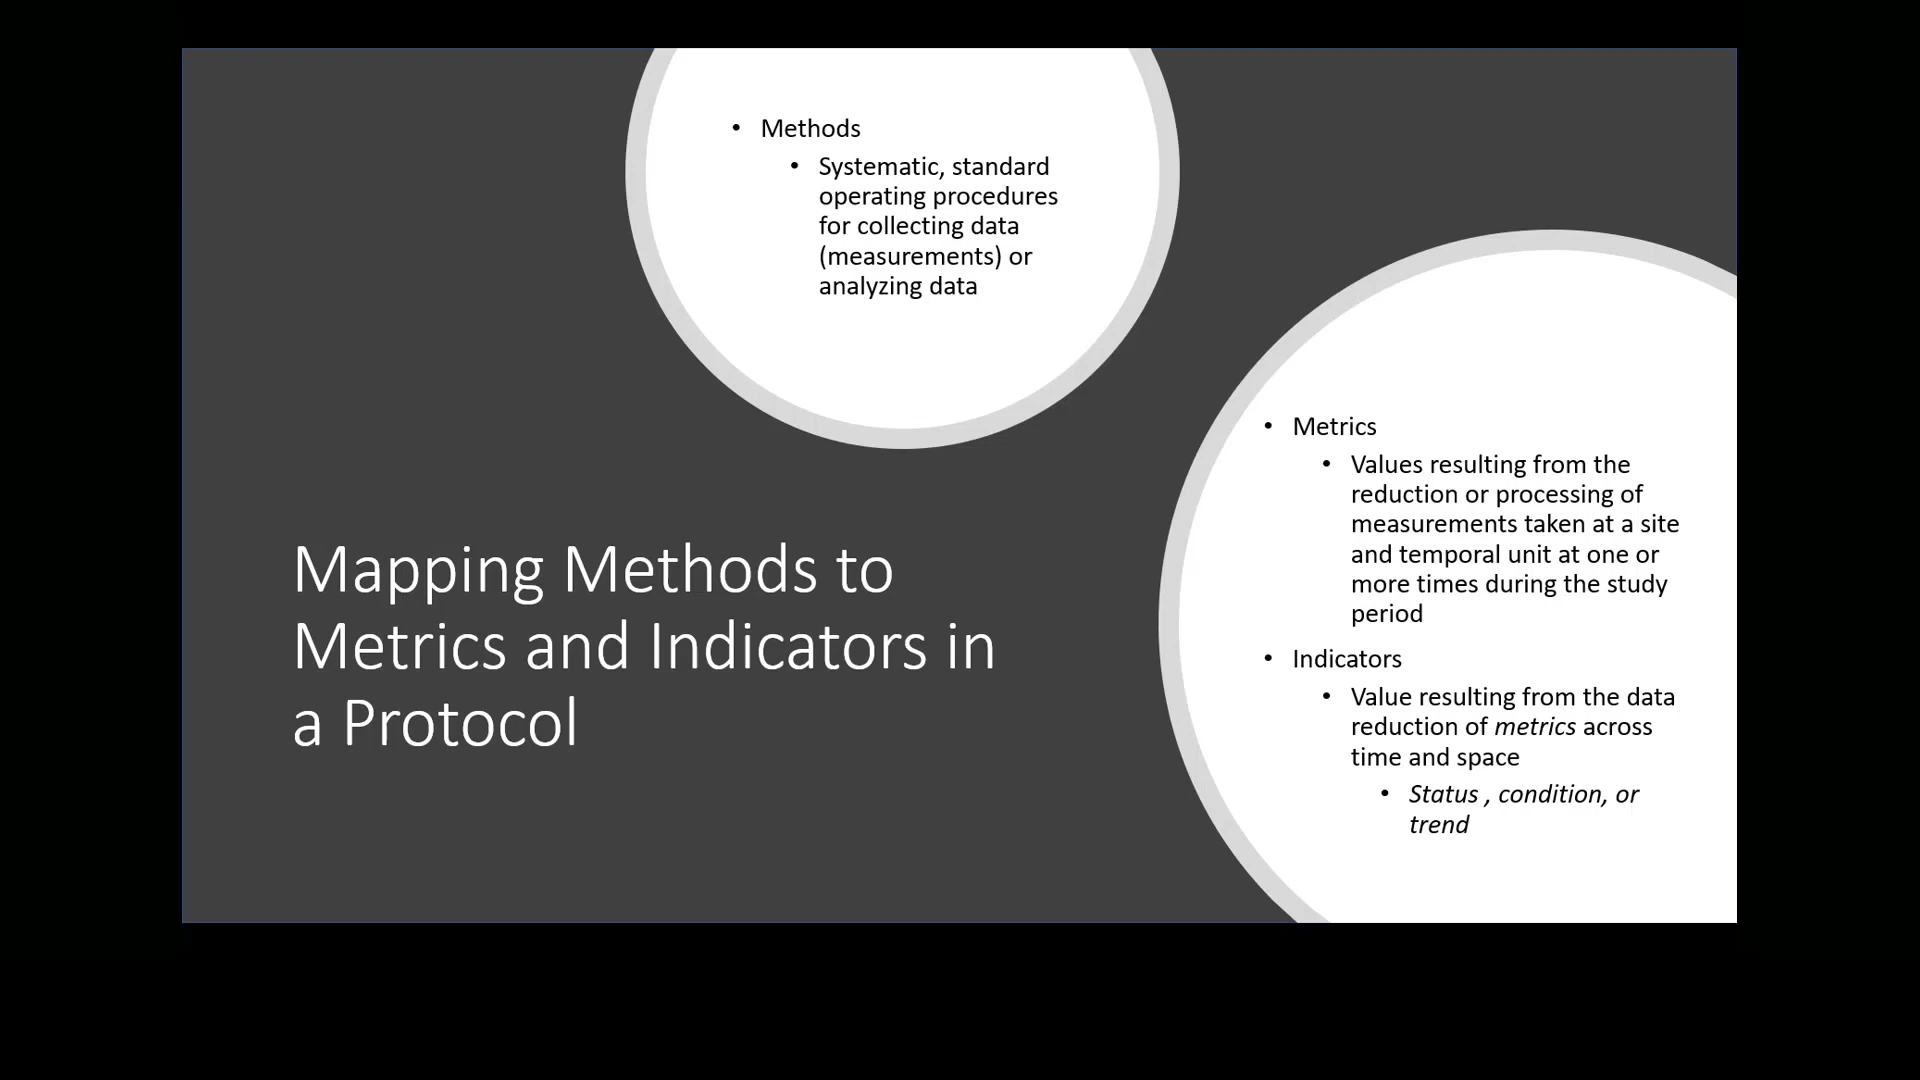 • Methods
• Systematic, standard
operating procedures
for collecting data
(measurements) or
analyzing data
Mapping Methods to
Metrics and Indicators in
a Protocol
• Metrics
• Values resulting from the
reduction or processing of
measurements taken at a site
and temporal unit at one or
more times during the study
period
• Indicators
• Value resulting from the data
reduction of metrics across
time and space
• Status , condition, or
trend